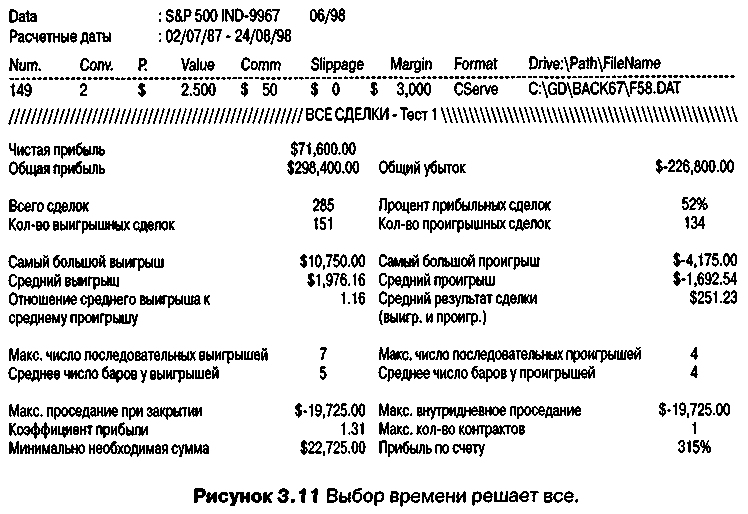 Data : S&P 500 IND-9967 06/98
Расчетные даты : 02/07/87 - 24/08/98
Num. Conv. P. Value Comm Slippage Margin Format Drive:\Path\FileName
149 2 $ 2.500 $ 50 $ 0 $ 3,000 CServe C:\GD\BACK67\F58.DAT
////////////////////////////////////////////// ВСЕ СДЕЛКИ - Тест 1 \\\\\\\\\\\\\\\\\\\\\\\\\\\\\\\\\\\\\\\\\\\\\\
Чистая прибыль $71,600.00
Общая прибыль $298,400.00 Общий убыток $-226,800.00
Всего сделок 285 Процент прибыльных сделок 52%
Кол-во выигрышных сделок 151 Кол-во проигрышных сделок 134
Самый большой выигрыш $10,750.00 Самый большой проигрыш $-4,175.00
Средний выигрыш $1,976.16 Средний проигрыш $-1,692.54
Отношение среднего выигрыша к 1.16 Средний результат сделки $251.23
среднему проигрышу (выигр. и проигр.)
Макс. число последовательных выигрышей 7 Макс. число последовательных проигрышей 4
Среднее число баров у выигрышей 5 Среднее число баров у проигрышей 4
Макс. проседание при закрытии $-19,725.00 Макс. внутридневное проседание $-19,725.00
Коэффициент прибыли 1.31 Макс. кол-во контрактов 1
Минимально необходимая сумма $22,725.00 Прибыль по счету 315%
Рисунок 3.11 Выбор времени решает все.